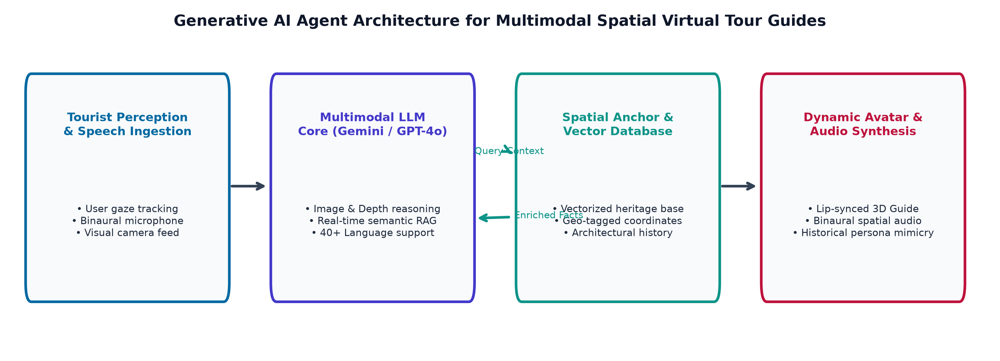 Generative AI Agent Architecture for Multimodal Spatial Virtual Tour Guides
Tourist Perception
& Speech Ingestion
• User gaze tracking
• Binaural microphone
• Visual camera feed
Multimodal LLM
Core (Gemini / GPT-4o)
• Image & Depth reasoning
• Real-time semantic RAG
• 40+ Language support
Query Context
Enriched Facts
Spatial Anchor &
Vector Database
• Vectorized heritage base
• Geo-tagged coordinates
• Architectural history
Dynamic Avatar &
Audio Synthesis
• Lip-synced 3D Guide
• Binaural spatial audio
• Historical persona mimicry